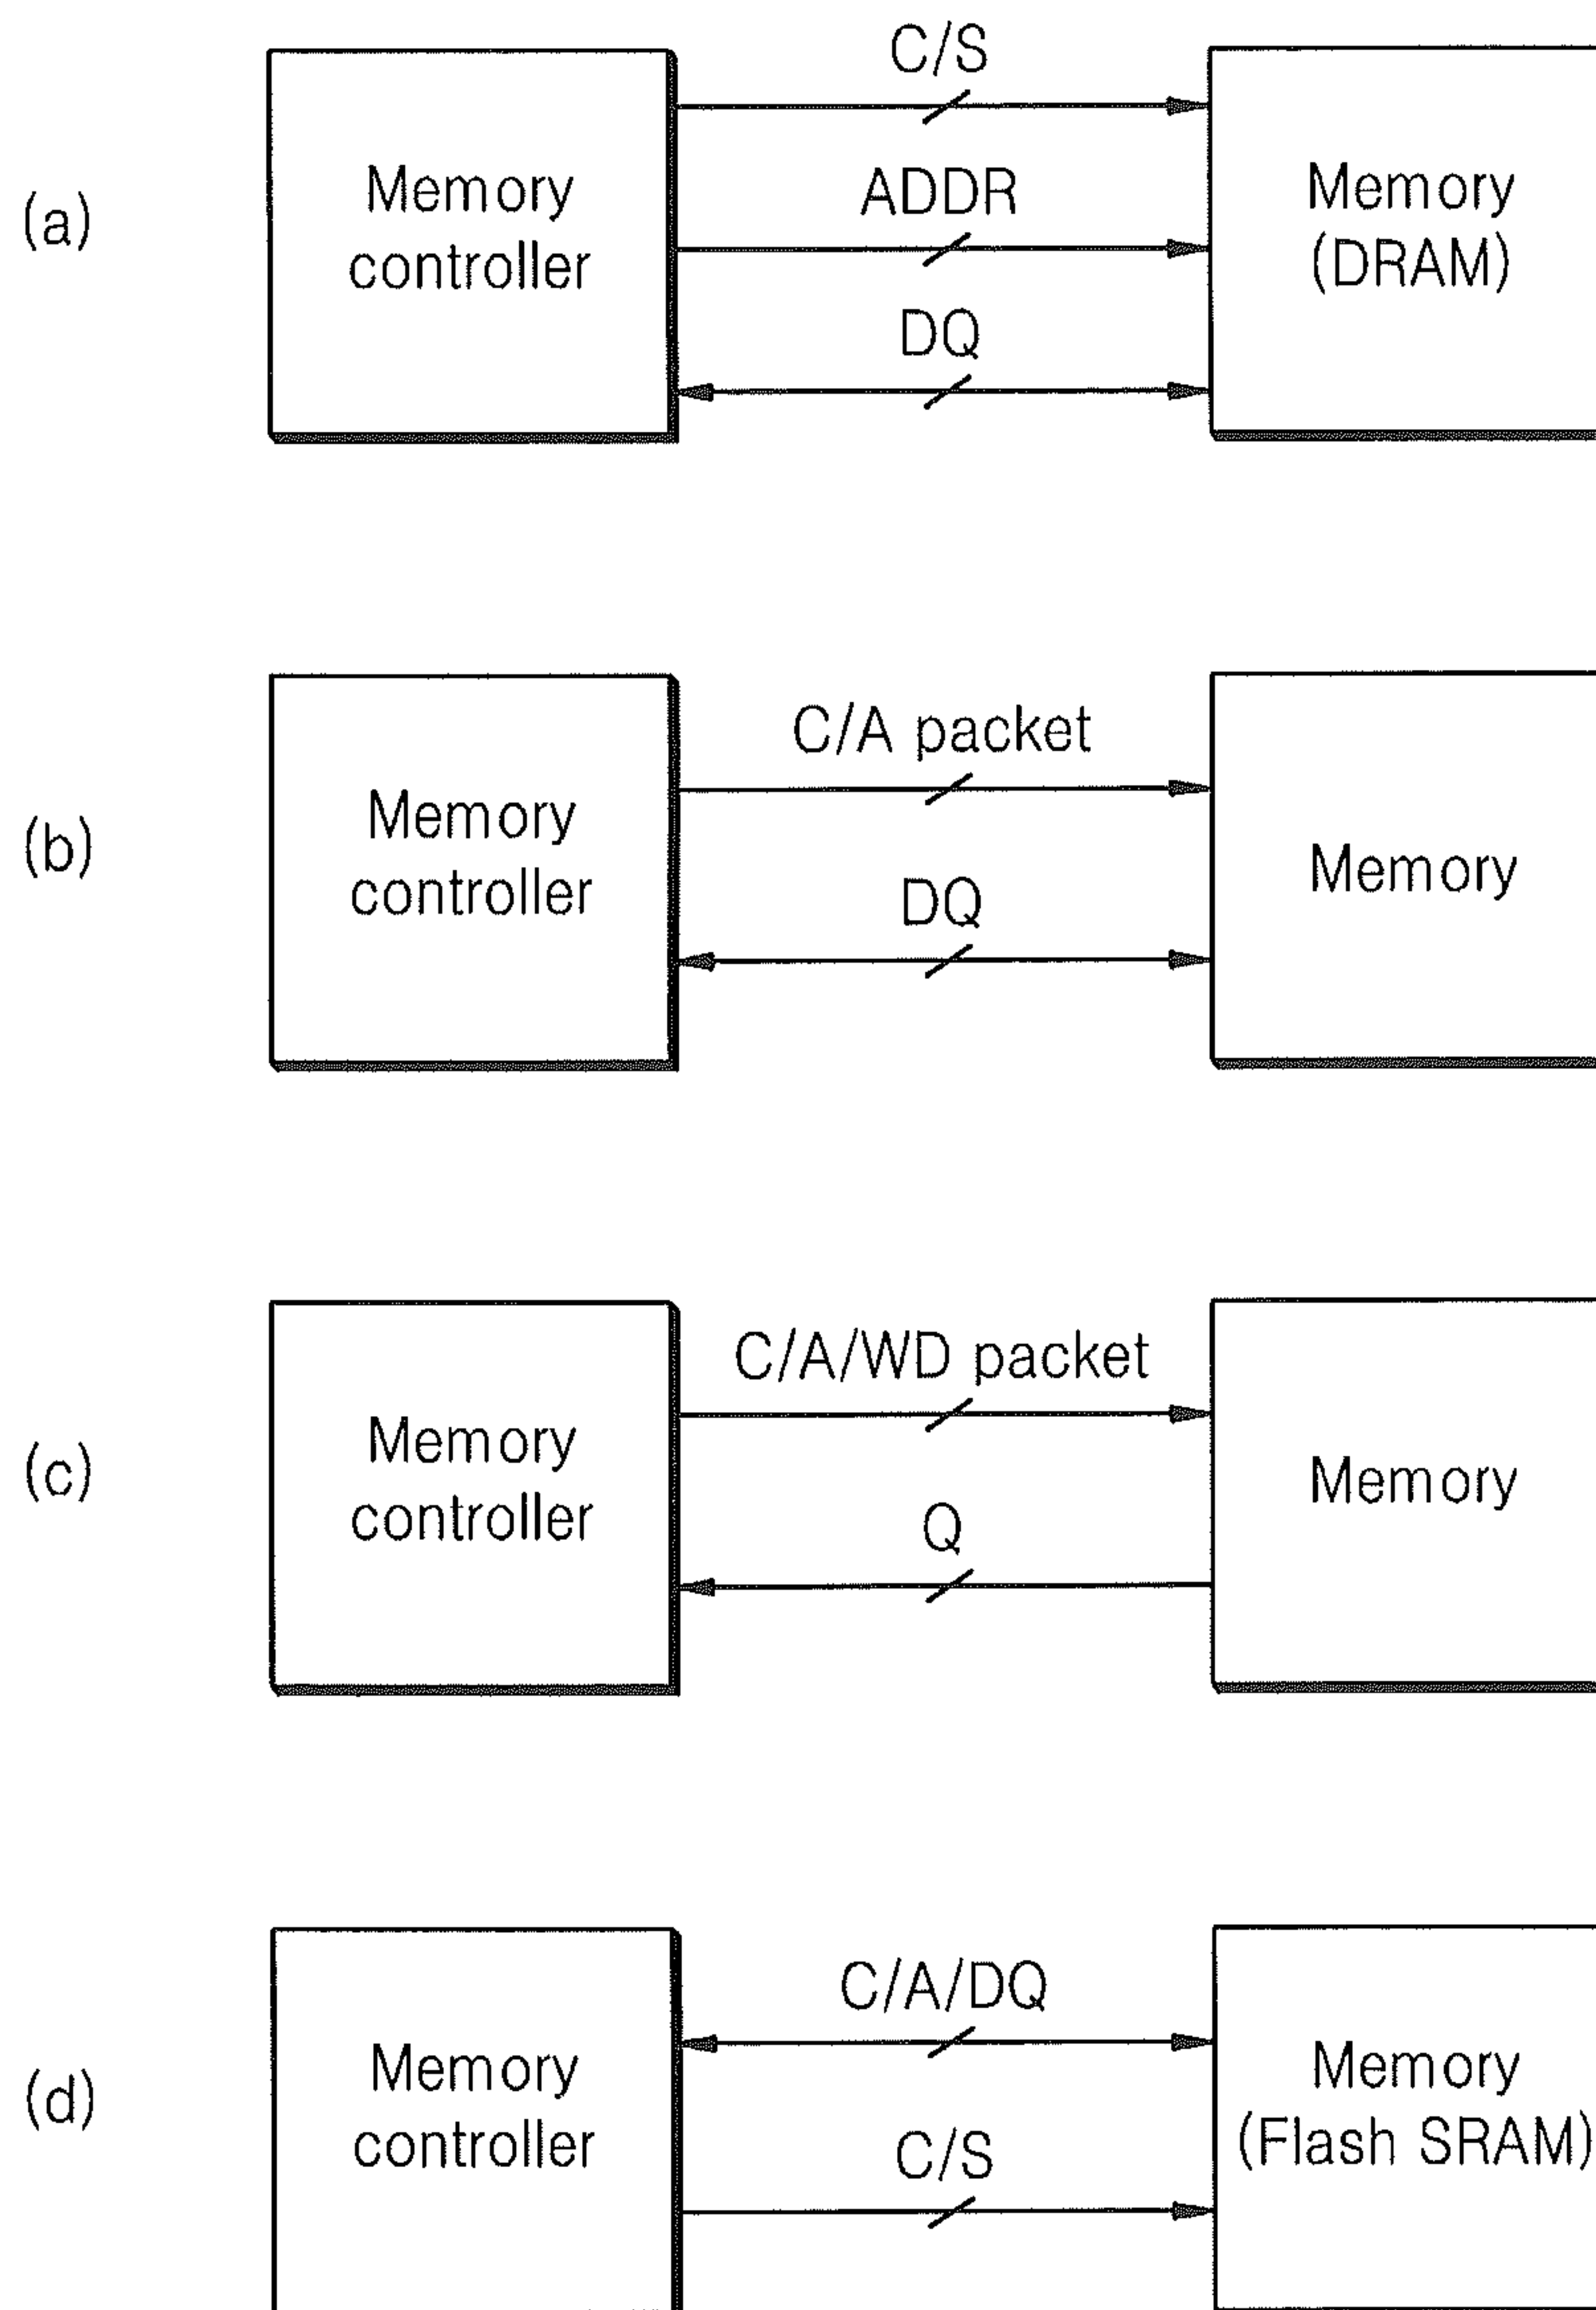 (a)
Memory
controller
C/S
ADDR
DQ
Memory
(DRAM)
(b)
Memory
controller
C/A packet
DQ
Memory
(c)
Memory
controller
C/A/WD packet
Q
Memory
(d)
Memory
controller
C/A/DQ
C/S
Memory
(Flash SRAM)